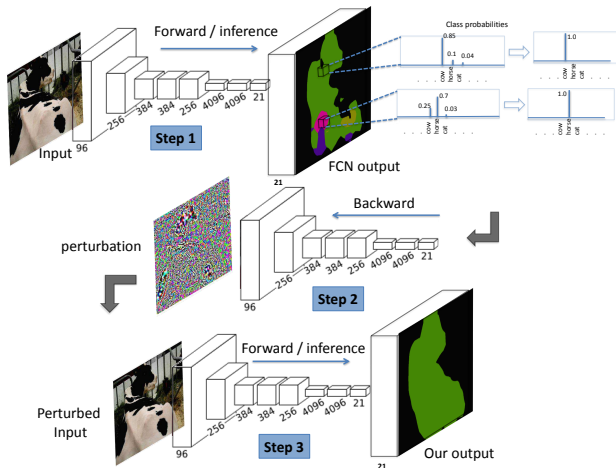 Forward / inference
Class probabilities
0.85
0.1
0.04
cow
horse
cat
1.0
cow
horse
cat
0.7
0.25
0.03
cow
horse
cat
1.0
cow
horse
cat
Input
96
256
384
384
256
4096
4096
21
Step 1
21
FCN output
Backward
perturbation
96
256
384
384
256
4096
4096
21
Step 2
Forward / inference
Perturbed
Input
96
256
384
384
256
4096
4096
21
Step 3
21
Our output